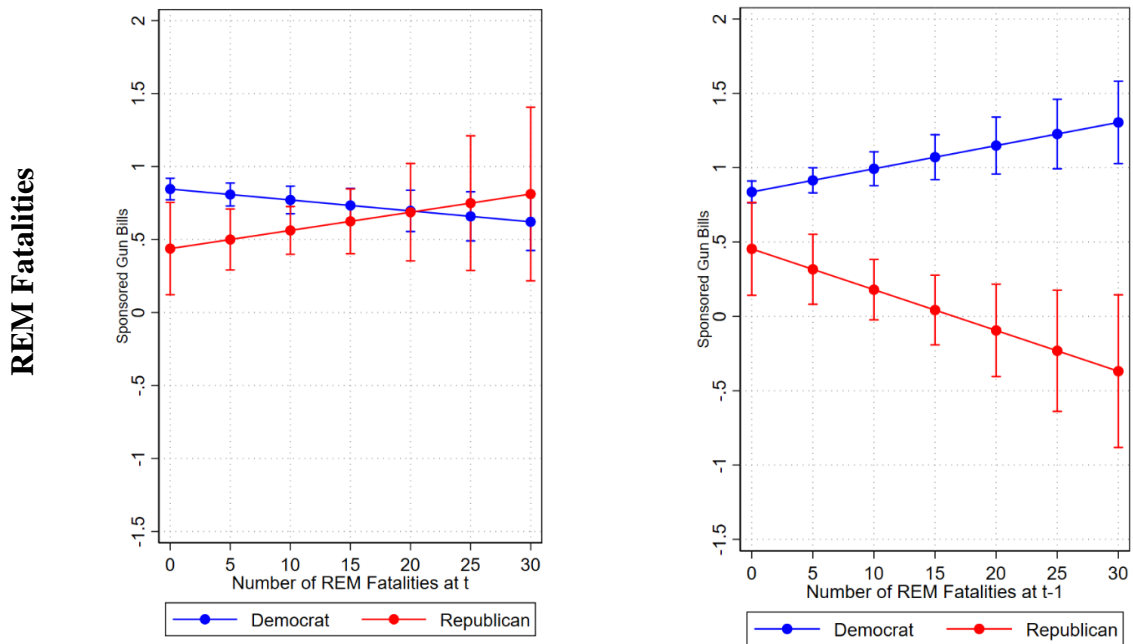 REM Fatalities
Sponsored Gun Bills
2
1.5
1
.5
0
-.5
-1
-1.5
0 5 10 15 20 25 30
Number of REM Fatalities at t
Democrat Republican
Sponsored Gun Bills
2
1.5
1
.5
0
-.5
-1
-1.5
0 5 10 15 20 25 30
Number of REM Fatalities at t-1
Democrat Republican